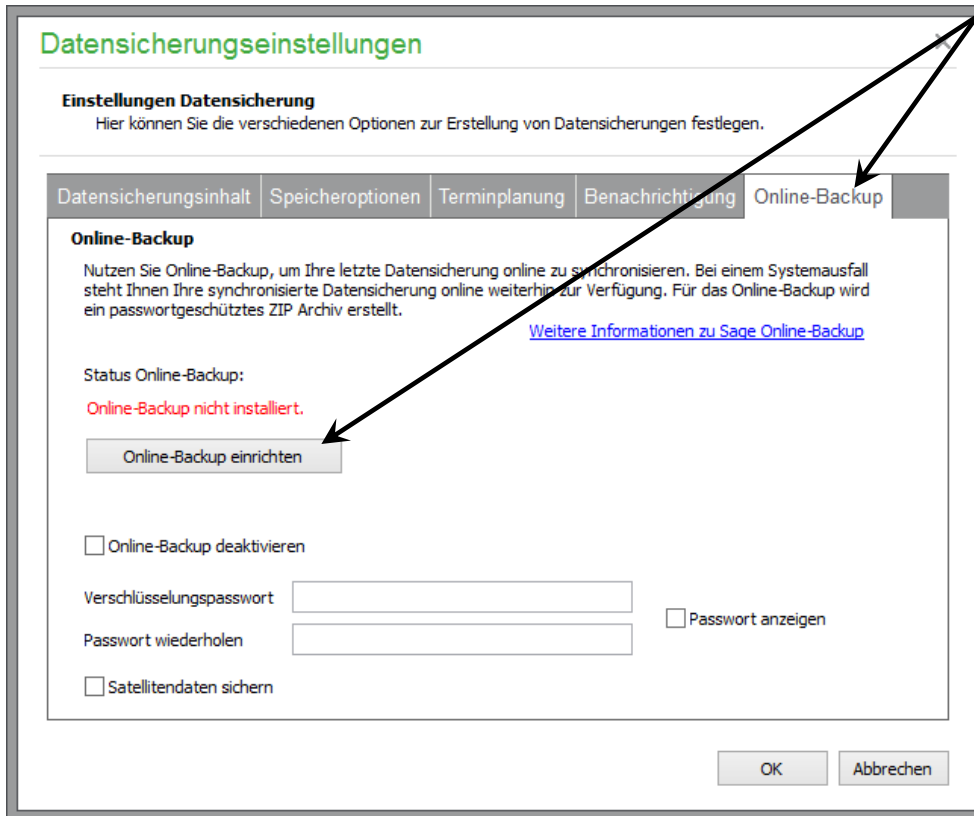 Datensicherungseinstellungen
Einstellungen Datensicherung
Hier können Sie die verschiedenen Optionen zur Erstellung von Datensicherungen festlegen.
Datensicherungsinhalt Speicheroptionen Terminplanung Benachrichtigung Online-Backup
Online-Backup
Nutzen Sie Online-Backup, um Ihre letzte Datensicherung online zu synchronisieren. Bei einem Systemausfall
steht Ihnen Ihre synchronisierte Datensicherung online weiterhin zur Verfügung. Für das Online-Backup wird
ein passwortgeschütztes ZIP Archiv erstellt.
Weitere Informationen zu Sage Online-Backup
Status Online-Backup:
Online-Backup nicht installiert.
Online-Backup einrichten
Online-Backup deaktivieren
Verschlüsselungspasswort
Passwort anzeigen
Passwort wiederholen
Satellitendaten sichern
OK Abbrechen